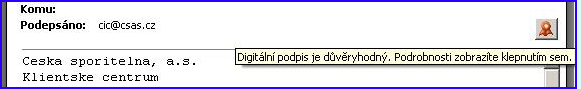 Komu:
Podepsáno: cic@csas.cz
Digitální podpis je důvěryhodný. Podrobnosti zobrazíte klepnutím sem.
Ceska sporitelna, a.s.
Klientske centrum